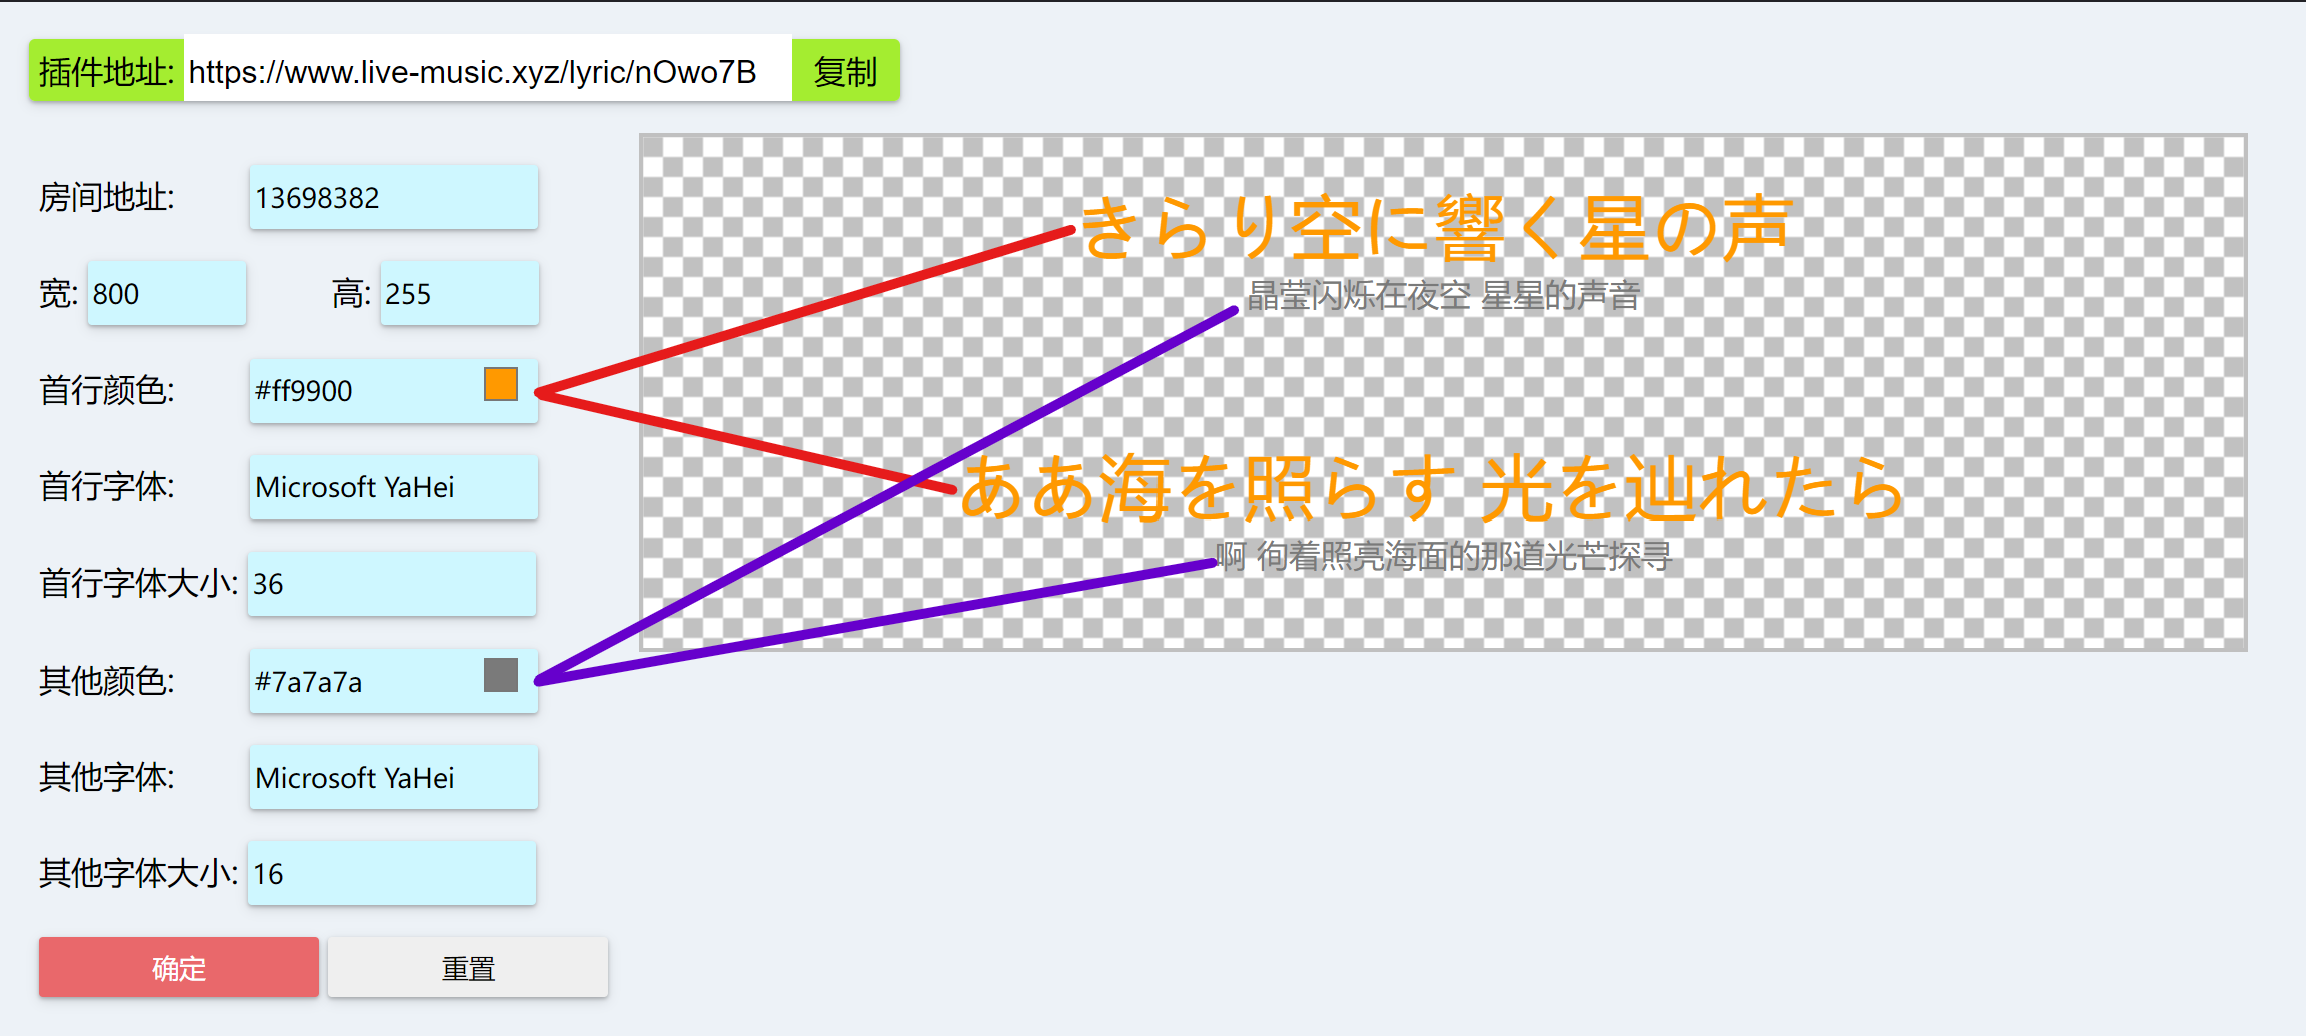 插件地址: https://www.live-music.xyz/lyric/nOwo7B 复制
房间地址: 13698382
宽: 800 高: 255
首行颜色: #ff9900
首行字体: Microsoft YaHei
首行字体大小: 36
其他颜色: #7a7a7a
其他字体: Microsoft YaHei
其他字体大小: 16
确定 重置
きらり空に響く星の声
晶莹闪烁在夜空 星星的声音
ああ海を照らす 光を辿れたら
啊 徇着照亮海面的那道光芒探寻